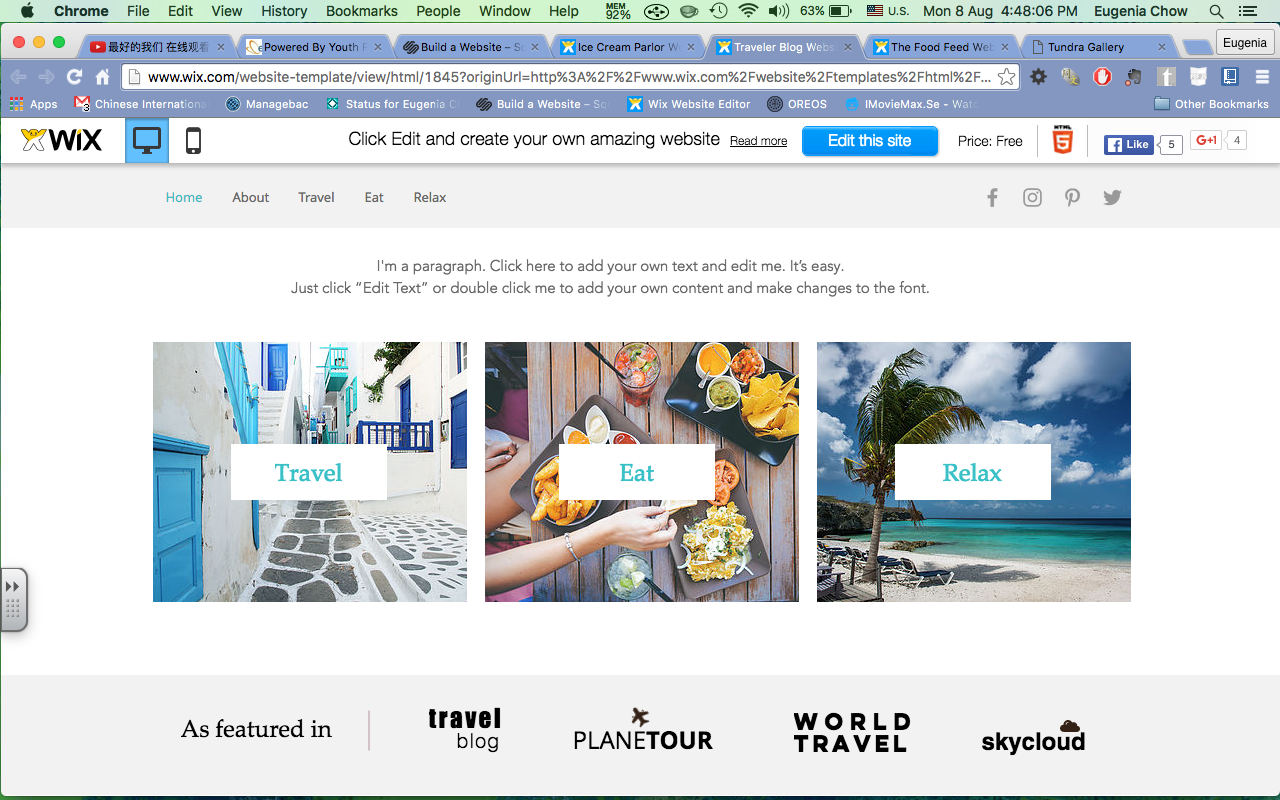 Chrome File Edit View History Bookmarks People Window Help MEM 92% 63% U.S. Mon 8 Aug 4:48:06 PM Eugenia Chow
最好的我们 在线观看 Powered By Youth Build a Website – Ice Cream Parlor Traveler Blog Webs The Food Feed Web Tundra Gallery Eugenia
www.wix.com/website-template/view/html/1845?originUrl=http%3A%2F%2Fwww.wix.com%2Fwebsite%2Ftemplates%2Fhtml%2F...
Apps 3 Chinese Internationa Managebac Status for Eugenia Build a Website – Wix Website Editor OREOS IMovieMax.Se - Other Bookmarks
WiX Click Edit and create your own amazing website Read more Edit this site Price: Free HTML 5 Like 5 G+1 4
Home About Travel Eat Relax
I'm a paragraph. Click here to add your own text and edit me. It’s easy.
Just click “Edit Text” or double click me to add your own content and make changes to the font.
Travel Eat Relax
As featured in
travel
blog
PLANETOUR
WORLD
TRAVEL
skycloud